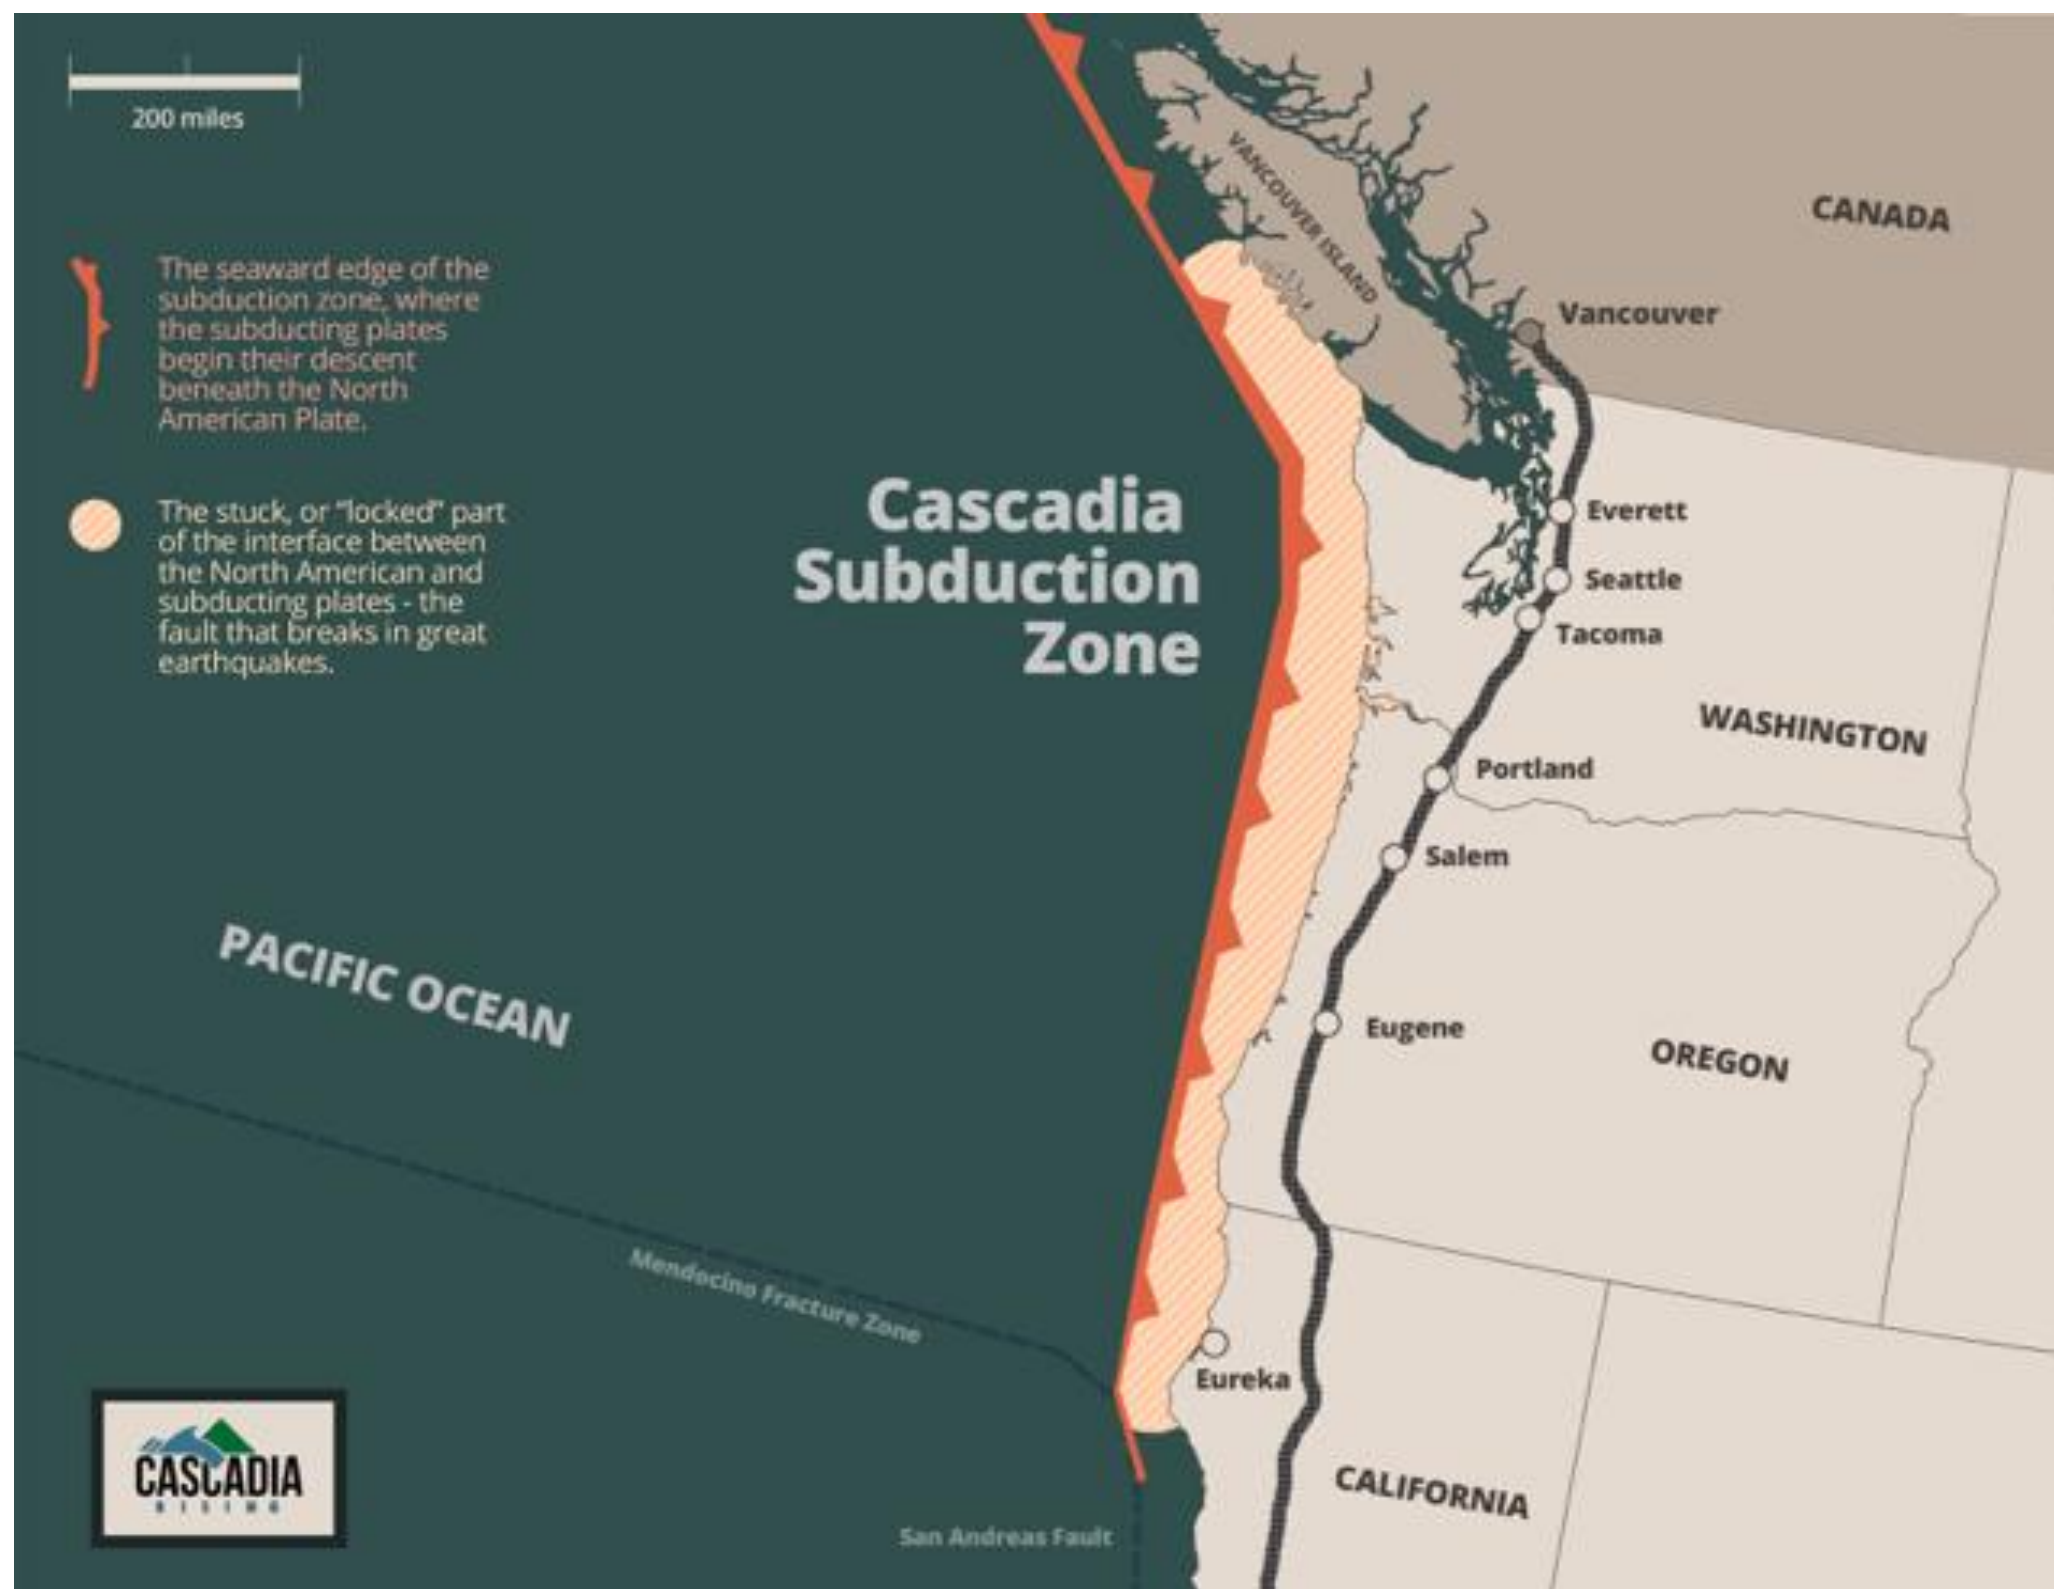 200 miles
The seaward edge of the
subduction zone, where
the subducting plates
begin their descent
beneath the North
American Plate.
The stuck, or “locked” part
of the interface between
the North American and
subducting plates - the
fault that breaks in great
earthquakes.
Cascadia
Subduction
Zone
PACIFIC OCEAN
Mendocino Fracture Zone
San Andreas Fault
CASCADIA
RISING
VANCOUVER ISLAND
CANADA
Vancouver
Everett
Seattle
Tacoma
WASHINGTON
Portland
Salem
Eugene
OREGON
Eureka
CALIFORNIA